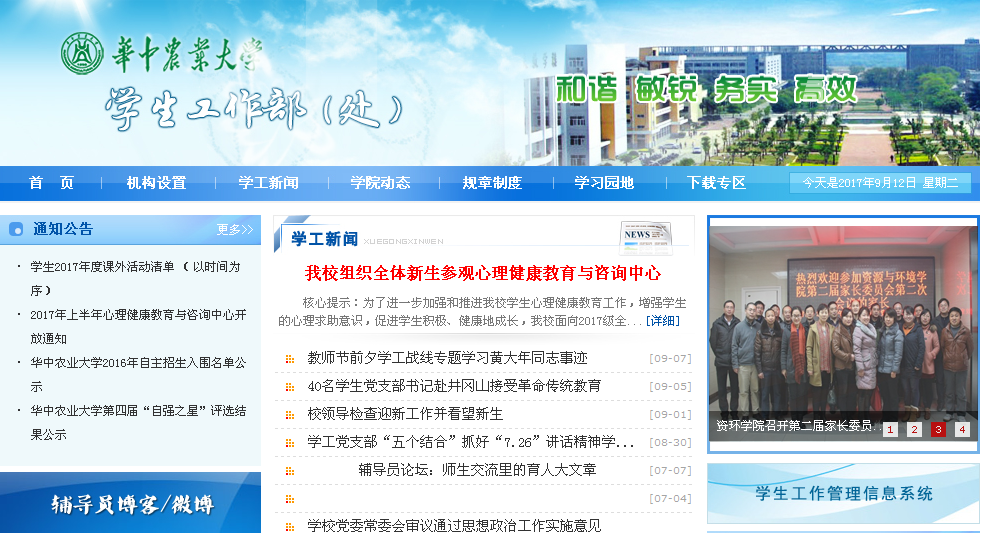 華中农业大学
学生工作部(处)
和谐 敏锐 务实 高效
首 页
机构设置
学工新闻
学院动态
规章制度
学习园地
下载专区
今天是2017年9月12日 星期二
通知公告
更多>>
· 学生2017年度课外活动清单 ( 以时间为
序 )
· 2017年上半年心理健康教育与咨询中心开
放通知
· 华中农业大学2016年自主招生入围名单公
示
· 华中农业大学第四届“自强之星”评选结
果公示
辅导员博客/微博
学工新闻 XUEGONGXINWEN
NEWS
我校组织全体新生参观心理健康教育与咨询中心
核心提示：为了进一步加强和推进我校学生心理健康教育工作，增强学生
的心理求助意识，促进学生积极、健康地成长，我校面向2017级全...[详细]
教师节前夕学工战线专题学习黄大年同志事迹 [09-07]
40名学生党支部书记赴井冈山接受革命传统教育 [09-05]
校领导检查迎新工作并看望新生 [09-01]
学工党支部“五个结合”抓好“7.26”讲话精神学... [08-30]
辅导员论坛：师生交流里的育人大文章 [07-07]
[07-04]
学校党委常委会审议通过思想政治工作实施意见
热烈欢迎参加资源与环境学
院第二届家长委员会第二次
会议的家长
资环学院召开第二届家长委员...
1 2 3 4
学生工作管理信息系统